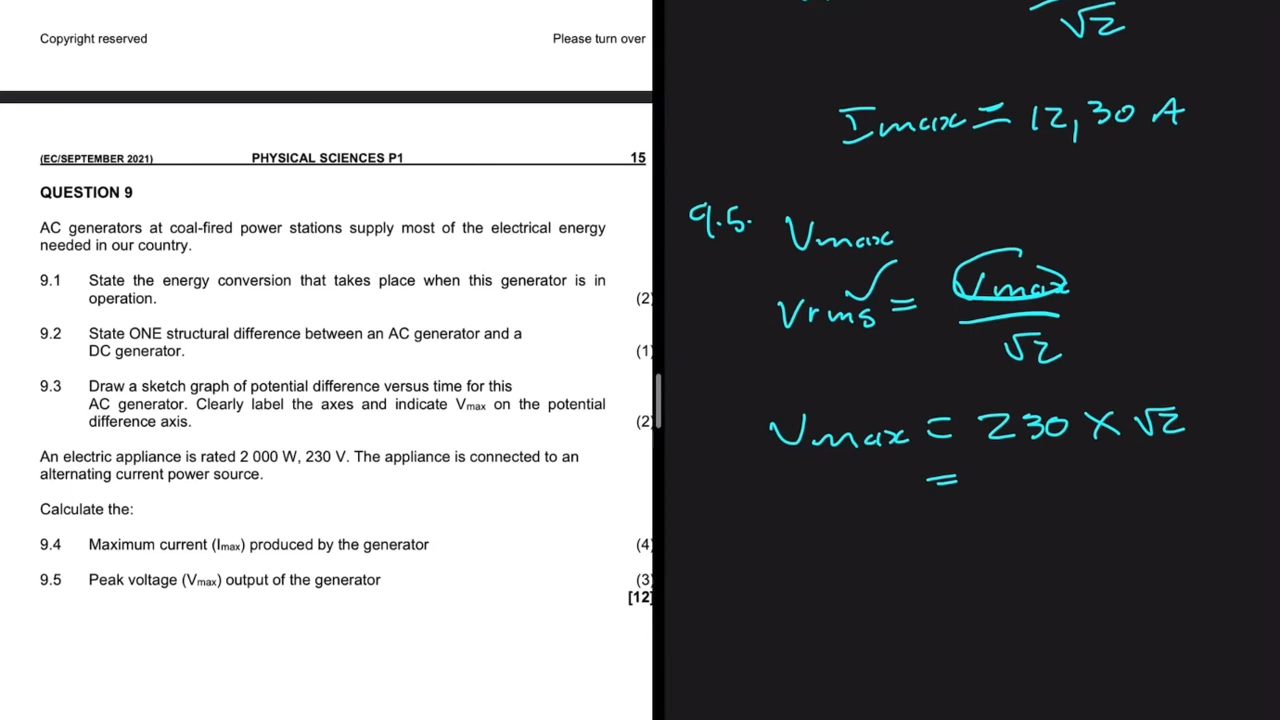 Copyright reserved Please turn over
(EC/SEPTEMBER 2021) PHYSICAL SCIENCES P1 15
QUESTION 9
AC generators at coal-fired power stations supply most of the electrical energy
needed in our country.
9.1 State the energy conversion that takes place when this generator is in
operation. (2)
9.2 State ONE structural difference between an AC generator and a
DC generator. (1)
9.3 Draw a sketch graph of potential difference versus time for this
AC generator. Clearly label the axes and indicate Vmax on the potential
difference axis. (2)
An electric appliance is rated 2 000 W, 230 V. The appliance is connected to an
alternating current power source.
Calculate the:
9.4 Maximum current (Imax) produced by the generator (4)
9.5 Peak voltage (Vmax) output of the generator (3)
[12]
√2
Imax = 12,30 A
9.5. Vmax
Vrms = Vmax
√2
Vmax = 230 × √2
=